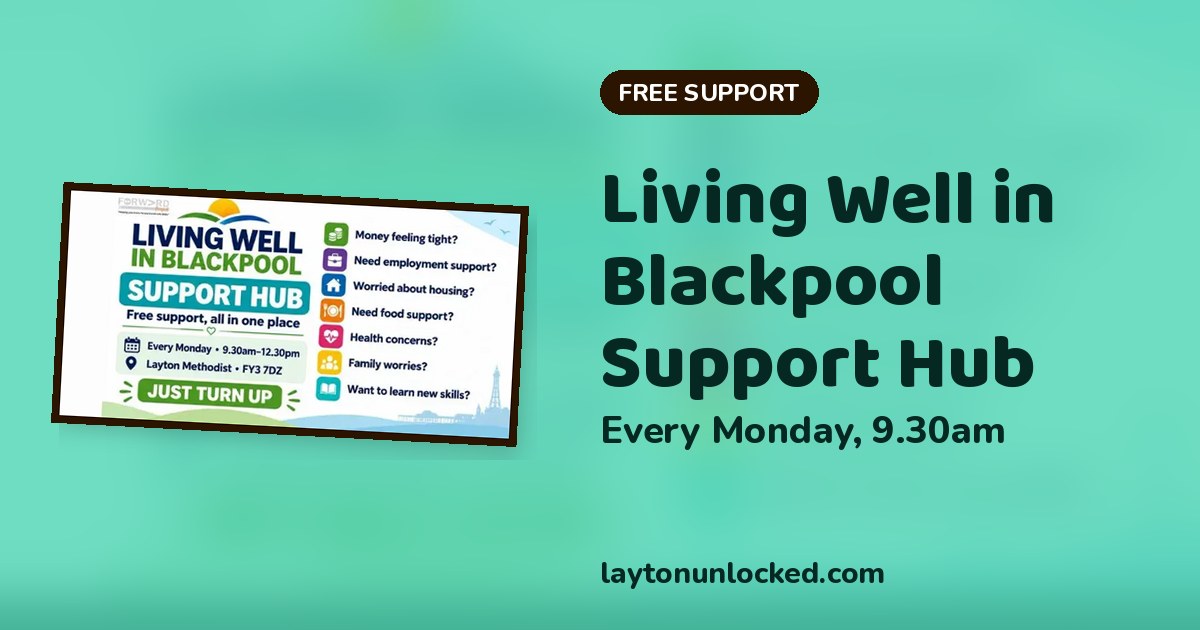 FORWARD
LIVING WELL
IN BLACKPOOL
SUPPORT HUB
Free support, all in one place
Every Monday • 9.30am–12.30pm
Layton Methodist • FY3 7DZ
JUST TURN UP
Money feeling tight?
Need employment support?
Worried about housing?
Need food support?
Health concerns?
Family worries?
Want to learn new skills?
FREE SUPPORT
Living Well in
Blackpool
Support Hub
Every Monday, 9.30am
laytonunlocked.com